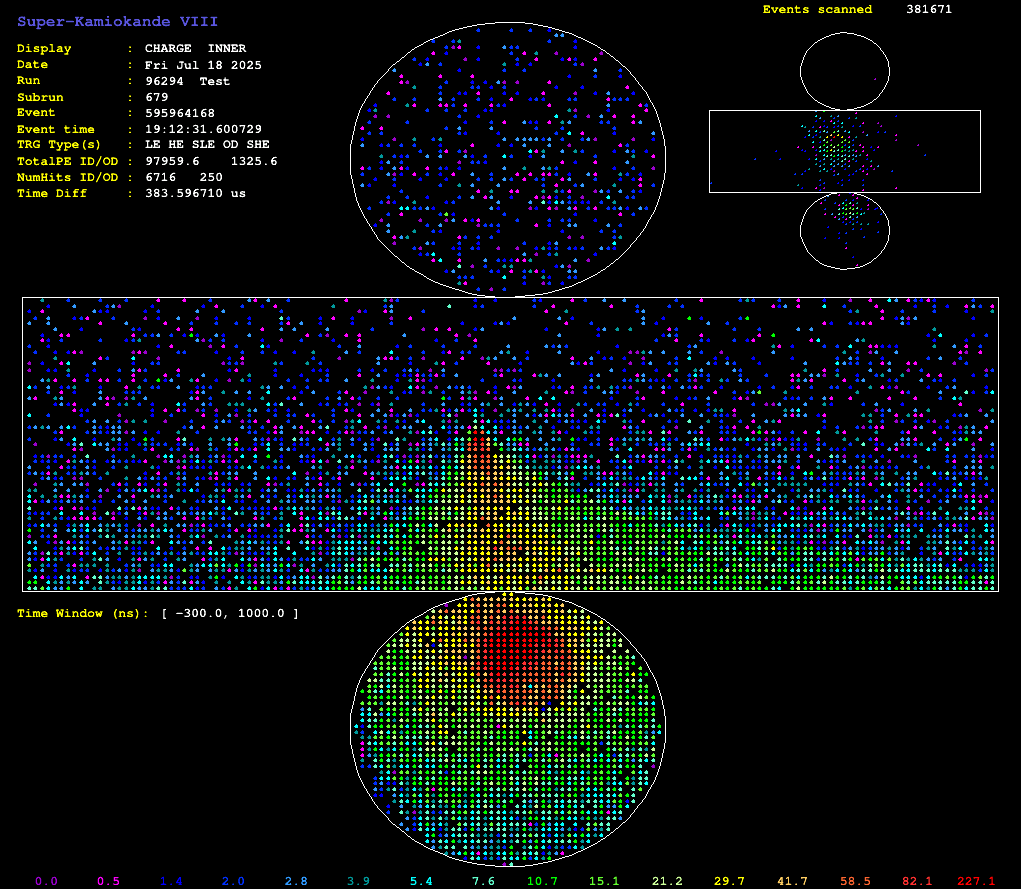 Super-Kamiokande VIII
Events scanned 381671
Display : CHARGE INNER
Date : Fri Jul 18 2025
Run : 96294 Test
Subrun : 679
Event : 595964168
Event time : 19:12:31.600729
TRG Type(s) : LE HE SLE OD SHE
TotalPE ID/OD : 97959.6 1325.6
NumHits ID/OD : 6716 250
Time Diff : 383.596710 us
Time Window (ns): [ -300.0, 1000.0 ]
0.0 0.5 1.4 2.0 2.8 3.9 5.4 7.6 10.7 15.1 21.2 29.7 41.7 58.5 82.1 227.1